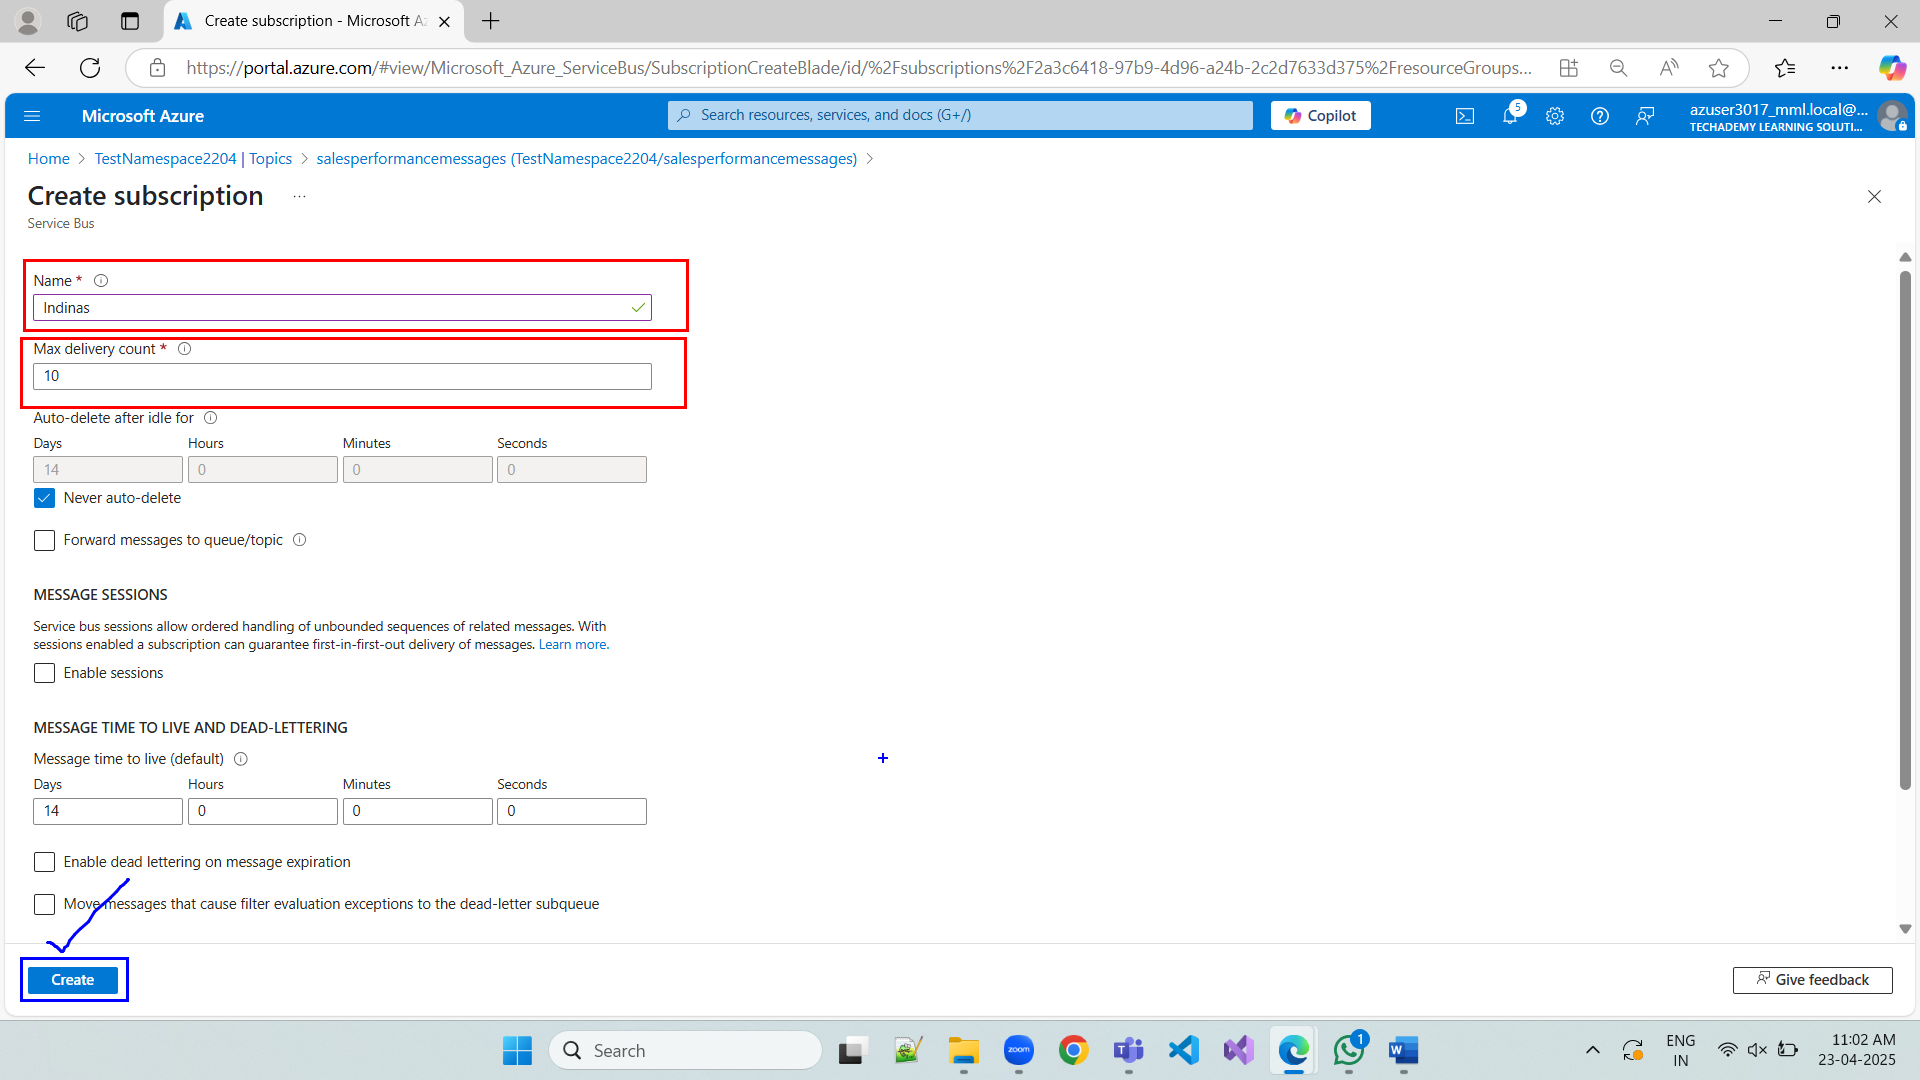 Create subscription - Microsoft Az
https://portal.azure.com/#view/Microsoft_Azure_ServiceBus/SubscriptionCreateBlade/id/%2Fsubscriptions%2F2a3c6418-97b9-4d96-a24b-2c2d7633d375%2FresourceGroups...
Microsoft Azure
Search resources, services, and docs (G+/)
Copilot
5
azuser3017_mml.local@...
TECHADEMY LEARNING SOLUTI...
Home > TestNamespace2204 | Topics > salesperformancemessages (TestNamespace2204/salesperformancemessages) >
Create subscription ...
Service Bus
Name *
Indinas
Max delivery count *
10
Auto-delete after idle for
Days Hours Minutes Seconds
14 0 0 0
Never auto-delete
Forward messages to queue/topic
MESSAGE SESSIONS
Service bus sessions allow ordered handling of unbounded sequences of related messages. With
sessions enabled a subscription can guarantee first-in-first-out delivery of messages. Learn more.
Enable sessions
MESSAGE TIME TO LIVE AND DEAD-LETTERING
Message time to live (default)
Days Hours Minutes Seconds
14 0 0 0
Enable dead lettering on message expiration
Move messages that cause filter evaluation exceptions to the dead-letter subqueue
Create
Give feedback
Search
zoom
1
ENG
IN
11:02 AM
23-04-2025